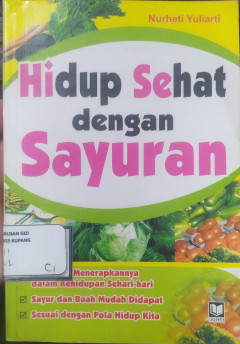 Nurheti Yuliarti
Hidup Sehat
dengan
Sayuran
C1
Menerapkannya
dalam Kehidupan Sehari-hari
Sayur dan Buah Mudah Didapat
Sesuai dengan Pola Hidup Kita